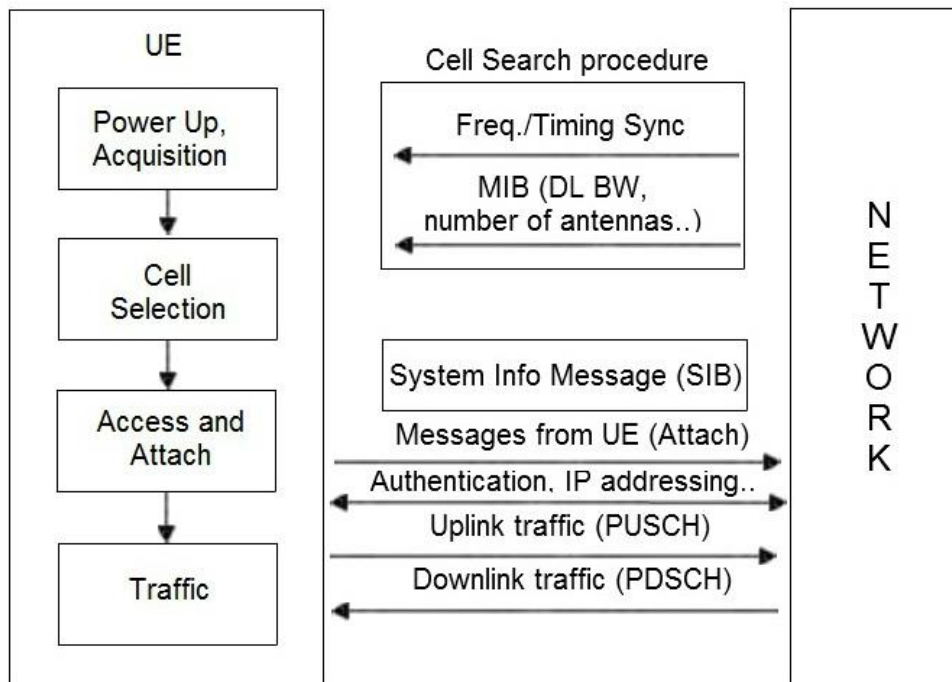 UE
Power Up,
Acquisition
Cell
Selection
Access and
Attach
Traffic
Cell Search procedure
Freq./Timing Sync
MIB (DL BW,
number of antennas..)
System Info Message (SIB)
Messages from UE (Attach)
Authentication, IP addressing..
Uplink traffic (PUSCH)
Downlink traffic (PDSCH)
NETWORK